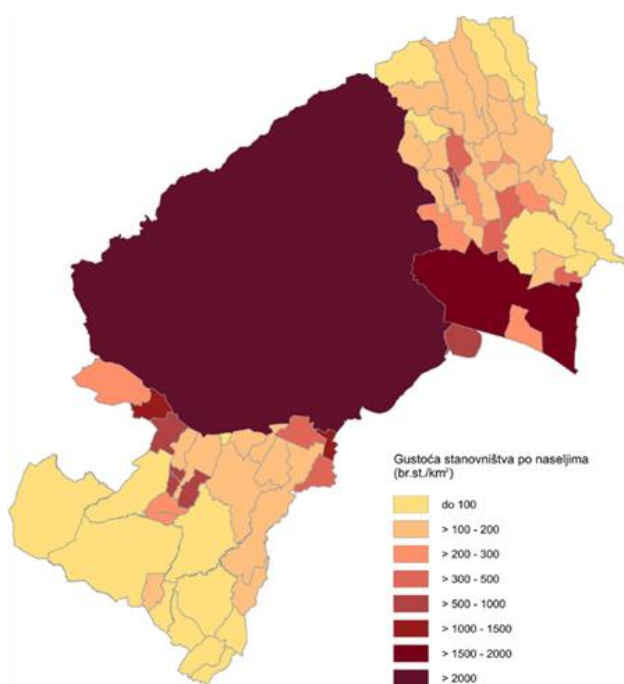 Gustoća stanovništva po naseljima
(br.st./km²)
do 100
> 100 - 200
> 200 - 300
> 300 - 500
> 500 - 1000
> 1000 - 1500
> 1500 - 2000
> 2000